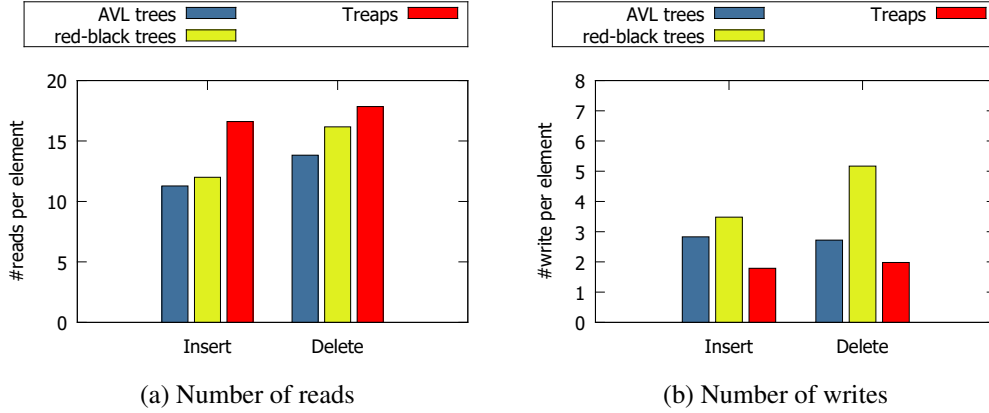 AVL trees
Treaps
red-black trees
20
15
10
5
0
#reads per element
Insert
Delete
(a) Number of reads
AVL trees
Treaps
red-black trees
8
7
6
5
4
3
2
1
0
#write per element
Insert
Delete
(b) Number of writes